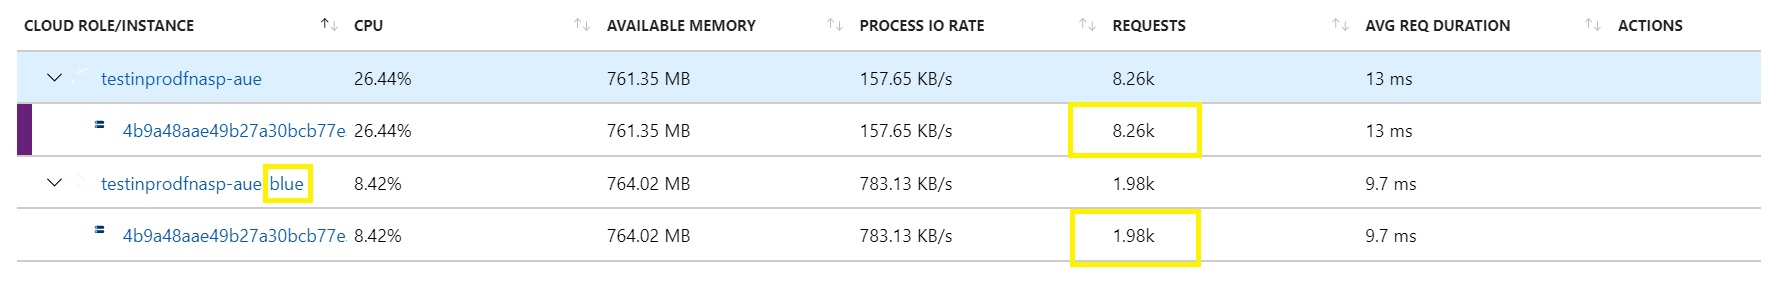 CLOUD ROLE/INSTANCE CPU AVAILABLE MEMORY PROCESS IO RATE REQUESTS AVG REQ DURATION ACTIONS
testinprodfnasp-aue 26.44% 761.35 MB 157.65 KB/s 8.26k 13 ms
4b9a48aae49b27a30bcb77e 26.44% 761.35 MB 157.65 KB/s 8.26k 13 ms
testinprodfnasp-aue blue 8.42% 764.02 MB 783.13 KB/s 1.98k 9.7 ms
4b9a48aae49b27a30bcb77e 8.42% 764.02 MB 783.13 KB/s 1.98k 9.7 ms